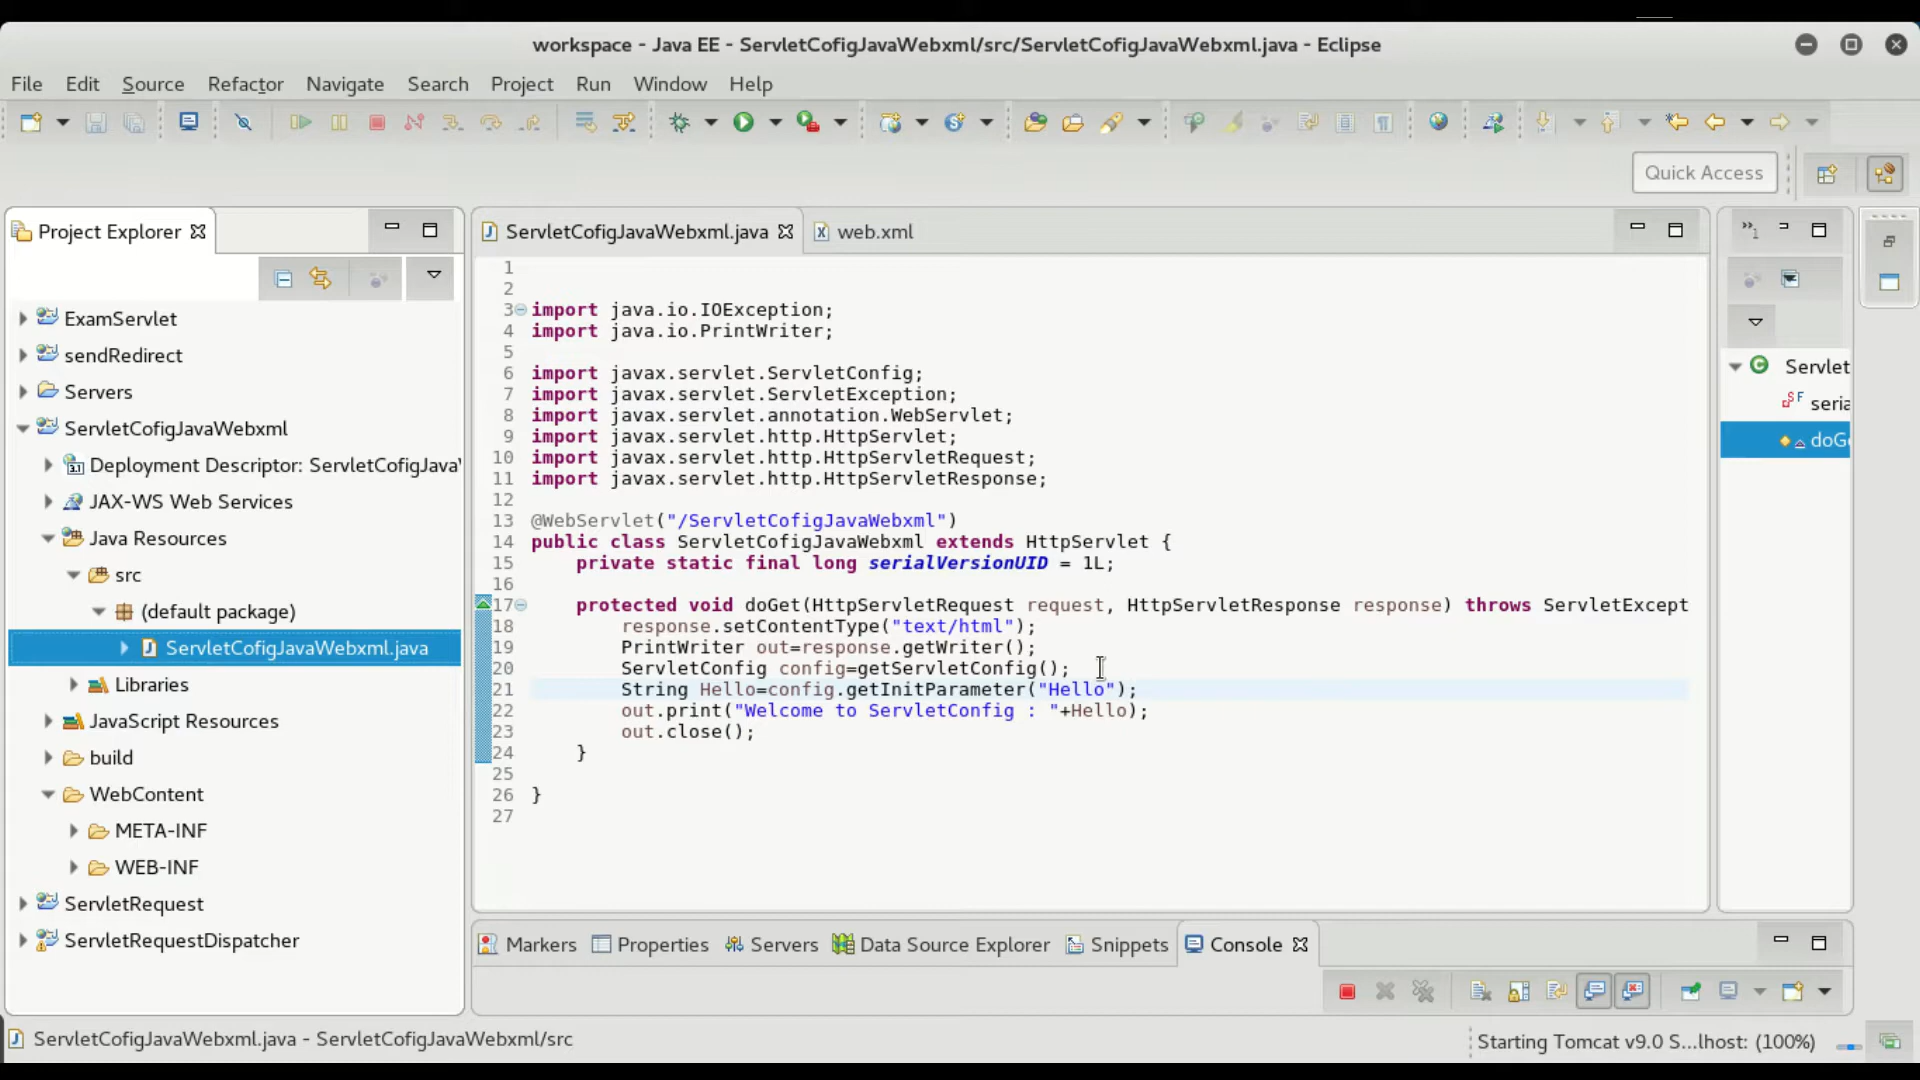 workspace - Java EE - ServletCofigJavaWebxml/src/ServletCofigJavaWebxml.java - Eclipse
File Edit Source Refactor Navigate Search Project Run Window Help
Quick Access
Project Explorer
ExamServlet
sendRedirect
Servers
ServletCofigJavaWebxml
Deployment Descriptor: ServletCofigJava
JAX-WS Web Services
Java Resources
src
(default package)
ServletCofigJavaWebxml.java
Libraries
JavaScript Resources
build
WebContent
META-INF
WEB-INF
ServletRequest
ServletRequestDispatcher
ServletCofigJavaWebxml.java web.xml
1
2
3 import java.io.IOException;
4 import java.io.PrintWriter;
5
6 import javax.servlet.ServletConfig;
7 import javax.servlet.ServletException;
8 import javax.servlet.annotation.WebServlet;
9 import javax.servlet.http.HttpServlet;
10 import javax.servlet.http.HttpServletRequest;
11 import javax.servlet.http.HttpServletResponse;
12
13 @WebServlet("/ServletCofigJavaWebxml")
14 public class ServletCofigJavaWebxml extends HttpServlet {
15 private static final long serialVersionUID = 1L;
16
17 protected void doGet(HttpServletRequest request, HttpServletResponse response) throws ServletExcept
18 response.setContentType("text/html");
19 PrintWriter out=response.getWriter();
20 ServletConfig config=getServletConfig();
21 String Hello=config.getInitParameter("Hello");
22 out.print("Welcome to ServletConfig : "+Hello);
23 out.close();
24 }
25
26 }
27
Servlet
seria
doG
Markers Properties Servers Data Source Explorer Snippets Console
ServletCofigJavaWebxml.java - ServletCofigJavaWebxml/src
Starting Tomcat v9.0 S...lhost: (100%)